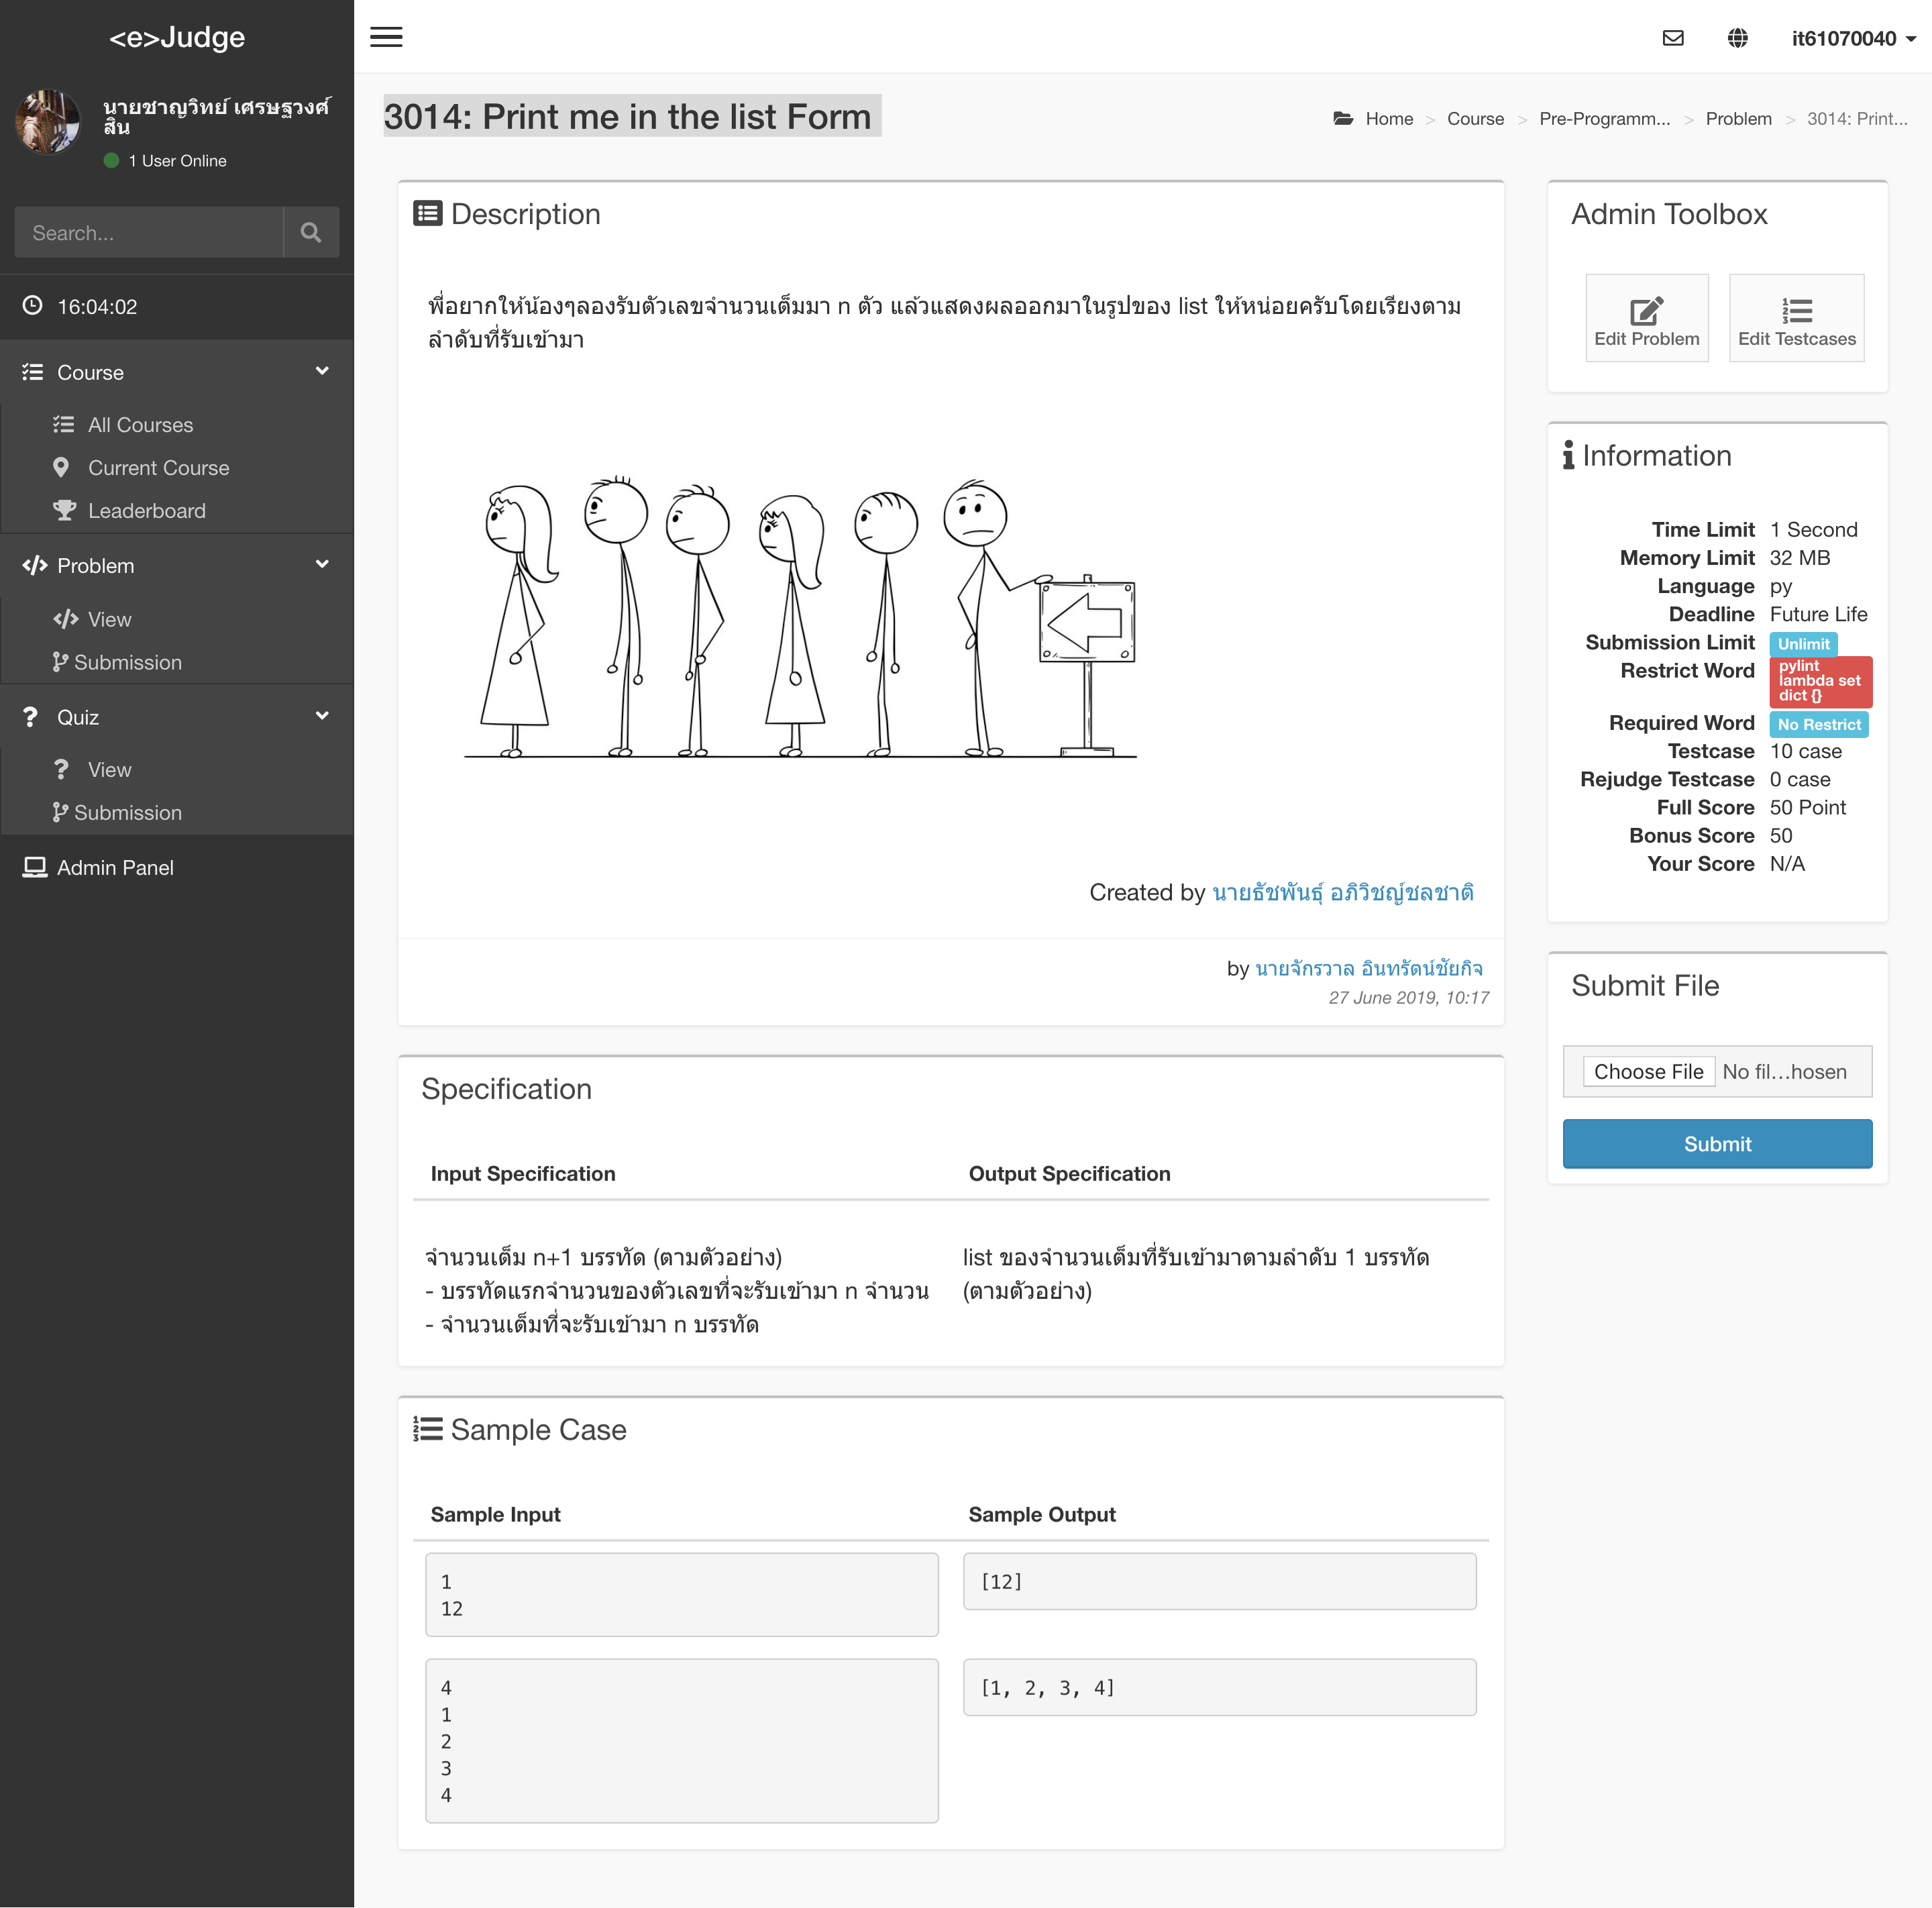 <e>Judge
it61070040
นายชาญวิทย์ เศรษฐวงศ์
สิน
1 User Online
Search...
16:04:02
Course
All Courses
Current Course
Leaderboard
Problem
View
Submission
Quiz
View
Submission
Admin Panel
3014: Print me in the list Form
Home > Course > Pre-Programm... > Problem > 3014: Print...
Description
พี่อยากให้น้องๆลองรับตัวเลขจำนวนเต็มมา n ตัว แล้วแสดงผลออกมาในรูปของ list ให้หน่อยครับโดยเรียงตาม
ลำดับที่รับเข้ามา
Created by นายธัชพันธุ์ อภิวิชญ์ชลชาติ
by นายจักรวาล อินทรัตน์ชัยกิจ
27 June 2019, 10:17
Specification
Input Specification
Output Specification
จำนวนเต็ม n+1 บรรทัด (ตามตัวอย่าง)
- บรรทัดแรกจำนวนของตัวเลขที่จะรับเข้ามา n จำนวน
- จำนวนเต็มที่จะรับเข้ามา n บรรทัด
list ของจำนวนเต็มที่รับเข้ามาตามลำดับ 1 บรรทัด
(ตามตัวอย่าง)
Sample Case
Sample Input
Sample Output
1
12
[12]
4
1
2
3
4
[1, 2, 3, 4]
Admin Toolbox
Edit Problem
Edit Testcases
Information
Time Limit 1 Second
Memory Limit 32 MB
Language py
Deadline Future Life
Submission Limit Unlimit
Restrict Word pylint
lambda set
dict {}
Required Word No Restrict
Testcase 10 case
Rejudge Testcase 0 case
Full Score 50 Point
Bonus Score 50
Your Score N/A
Submit File
Choose File No fil...hosen
Submit